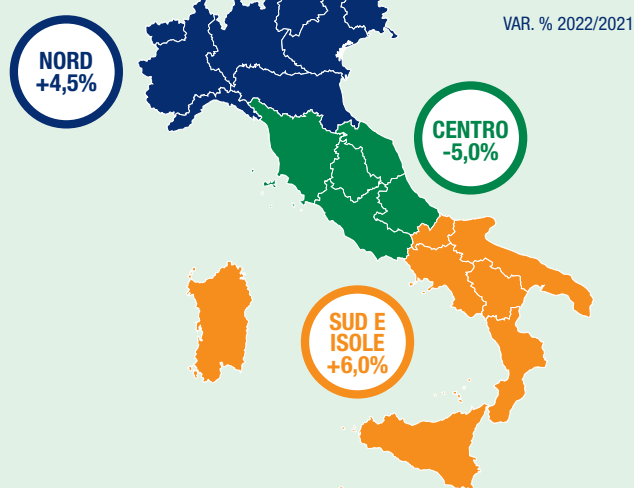 VAR. % 2022/2021
NORD
+4,5%
CENTRO
-5,0%
SUD E
ISOLE
+6,0%